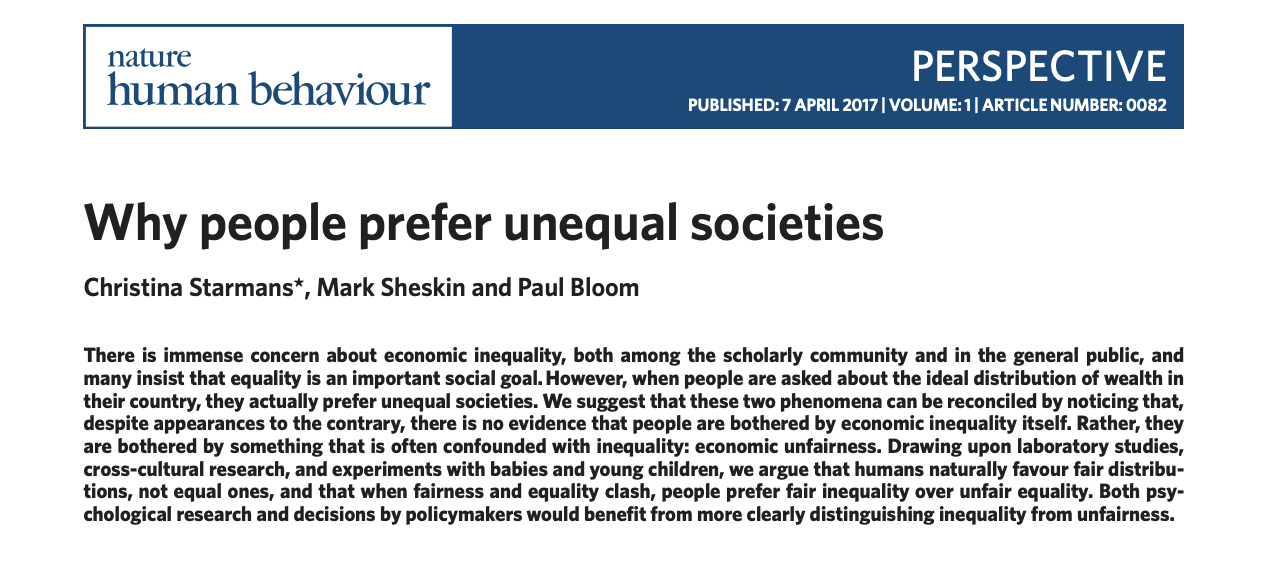 nature
human behaviour
PERSPECTIVE
PUBLISHED: 7 APRIL 2017 | VOLUME: 1 | ARTICLE NUMBER: 0082
Why people prefer unequal societies
Christina Starmans*, Mark Sheskin and Paul Bloom
There is immense concern about economic inequality, both among the scholarly community and in the general public, and
many insist that equality is an important social goal. However, when people are asked about the ideal distribution of wealth in
their country, they actually prefer unequal societies. We suggest that these two phenomena can be reconciled by noticing that,
despite appearances to the contrary, there is no evidence that people are bothered by economic inequality itself. Rather, they
are bothered by something that is often confounded with inequality: economic unfairness. Drawing upon laboratory studies,
cross-cultural research, and experiments with babies and young children, we argue that humans naturally favour fair distribu-
tions, not equal ones, and that when fairness and equality clash, people prefer fair inequality over unfair equality. Both psy-
chological research and decisions by policymakers would benefit from more clearly distinguishing inequality from unfairness.